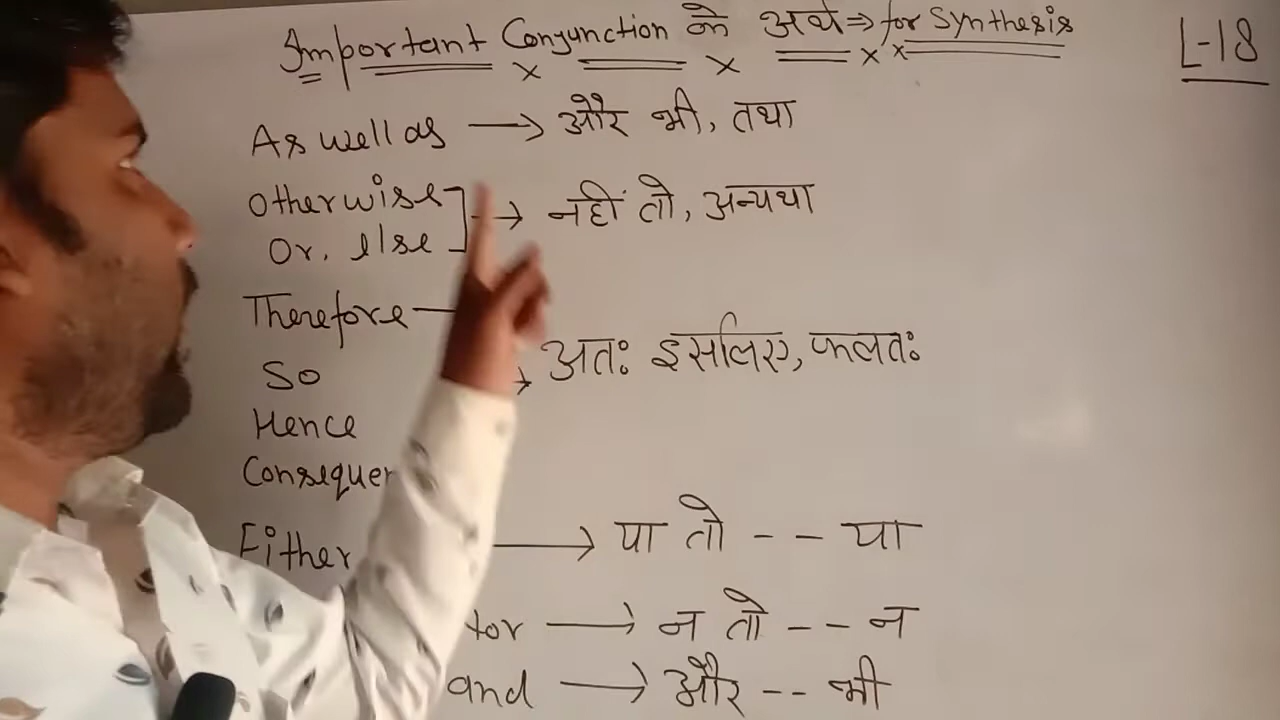 Important Conjunction के अर्थ ⇒ for Synthesis
L-18
As well as → और भी, तथा
Otherwise
Or, else → नहीं तो, अन्यथा
Therefore
So → अतः इसलिए, फलतः
Hence
Either → या तो -- या
→ न तो -- न
and → और -- भी